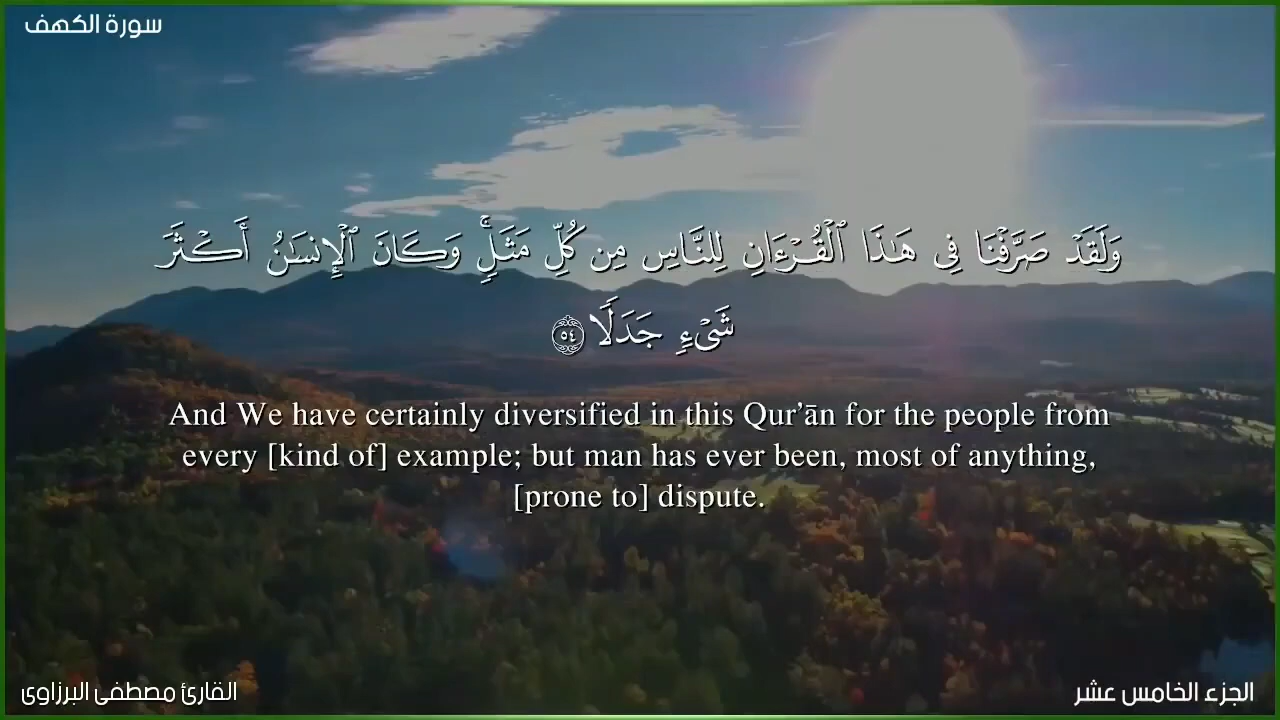 سورة الكهف
وَلَقَدْ صَرَّفْنَا فِى هَٰذَا ٱلْقُرْءَانِ لِلنَّاسِ مِن كُلِّ مَثَلٍۢ ۚ وَكَانَ ٱلْإِنسَٰنُ أَكْثَرَ
شَىْءٍۢ جَدَلًۭا ٥٤
And We have certainly diversified in this Qur’ān for the people from
every [kind of] example; but man has ever been, most of anything,
[prone to] dispute.
الجزء الخامس عشر
القارئ مصطفى البرزاوى